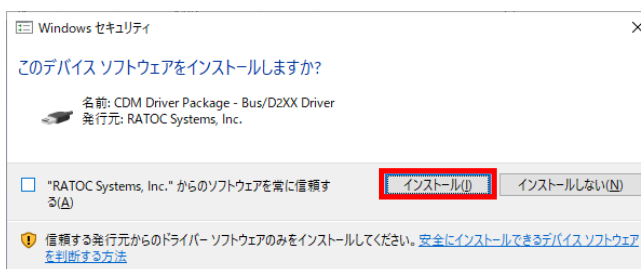 Windows セキュリティ
このデバイス ソフトウェアをインストールしますか?
名前: CDM Driver Package - Bus/D2XX Driver
発行元: RATOC Systems, Inc.
"RATOC Systems, Inc." からのソフトウェアを常に信頼す
る(A)
インストール(I)
インストールしない(N)
信頼する発行元からのドライバー ソフトウェアのみをインストールしてください。安全にインストールできるデバイス ソフトウェア
を判断する方法